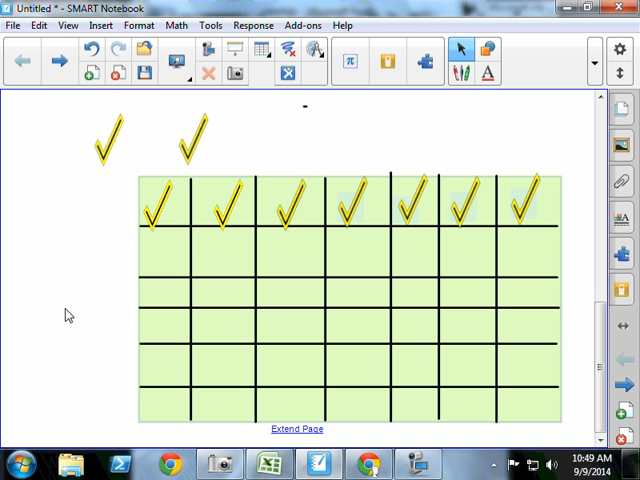 Untitled * - SMART Notebook
File Edit View Insert Format Math Tools Response Add-ons Help
π
A
Extend Page
10:49 AM
9/9/2014